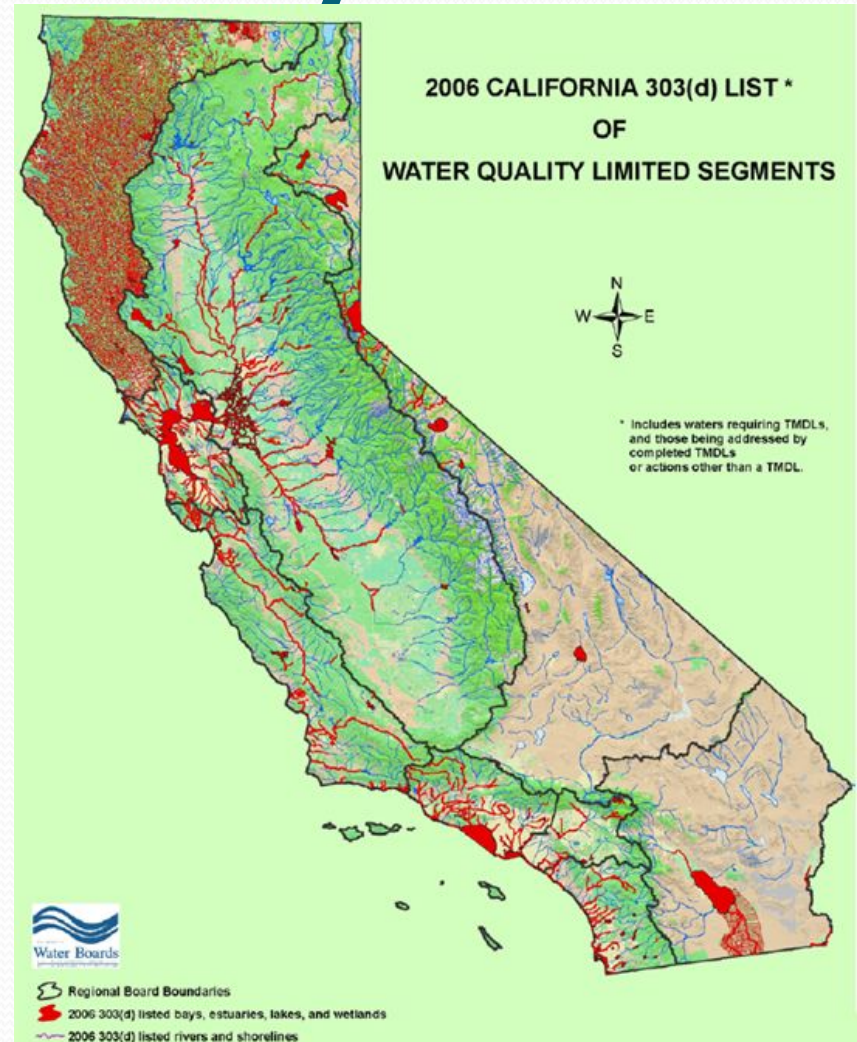 2006 CALIFORNIA 303(d) LIST *
OF
WATER QUALITY LIMITED SEGMENTS
N
W E
S
* Includes waters requiring TMDLs,
and those being addressed by
completed TMDLs
or actions other than a TMDL.
Water Boards
Regional Board Boundaries
2006 303(d) listed bays, estuaries, lakes, and wetlands
2006 303(d) listed rivers and shorelines